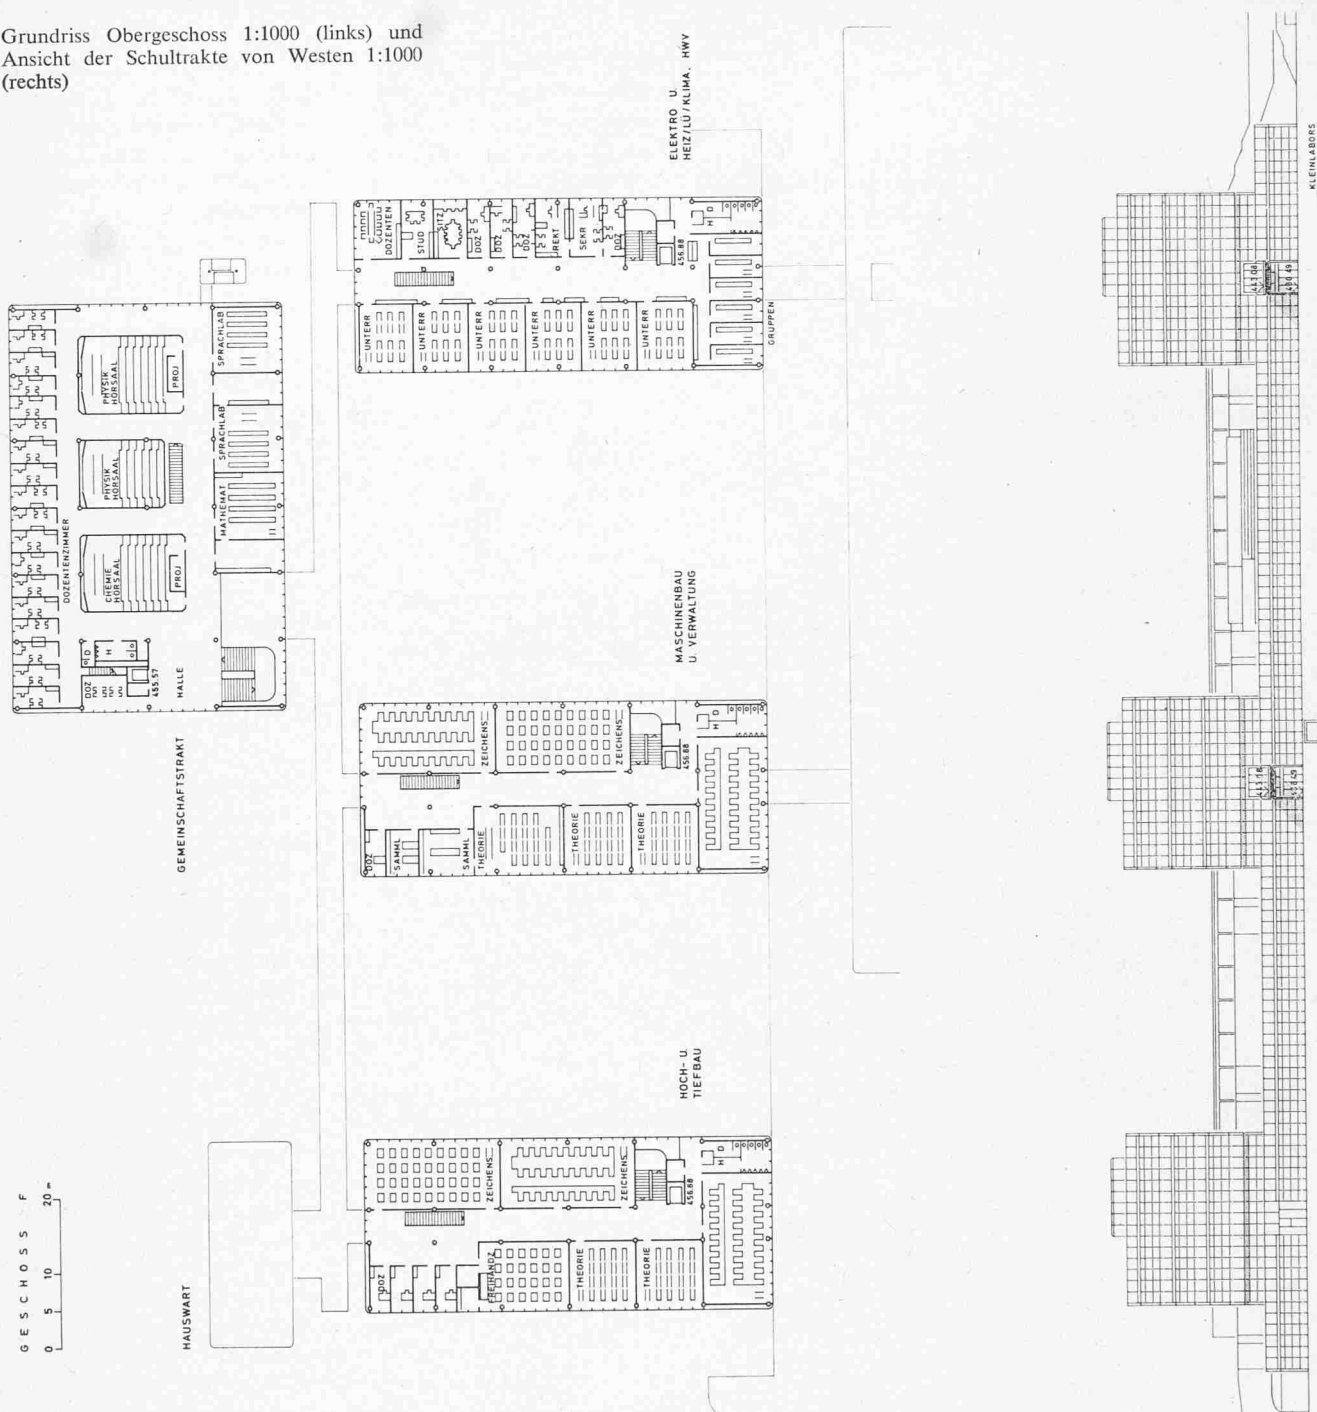 Grundriss Obergeschoss 1:1000 (links) und
Ansicht der Schultrakte von Westen 1:1000
(rechts)
ELEKTRO U.
HEIZ/LÜ/KLIMA, HWV
DOZENTEN
STUD
SITZ
DOZ
DOZ
DOZ
REKT
SEKR
DOZ
456.88
H D
UNTERR
UNTERR
UNTERR
UNTERR
UNTERR
UNTERR
GRUPPEN
DOZENTENZIMMER
PHYSIK
HÖRSAAL
PROJ
PHYSIK
HÖRSAAL
CHEMIE
HÖRSAAL
PROJ
SPRACHLAB
SPRACHLAB
MATHEMAT
D
H
DOZ
455.57
HALLE
GEMEINSCHAFTSTRAKT
MASCHINENBAU
U. VERWALTUNG
ZEICHENS
ZEICHENS
456.88
H D
DOZ
SAMML
SAMML
THEORIE
THEORIE
THEORIE
HOCH- U.
TIEFBAU
ZEICHENS
ZEICHENS
456.88
H D
DOZ
FREIHANDZ
THEORIE
THEORIE
HAUSWART
GESCHOSS F
0 5 10 20 m
KLEINLABORS